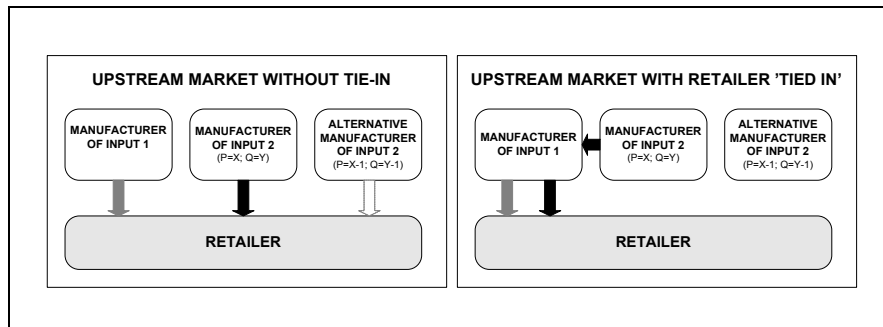 UPSTREAM MARKET WITHOUT TIE-IN
MANUFACTURER
OF INPUT 1
MANUFACTURER
OF INPUT 2
(P=X; Q=Y)
ALTERNATIVE
MANUFACTURER
OF INPUT 2
(P=X-1; Q=Y-1)
RETAILER
UPSTREAM MARKET WITH RETAILER ’TIED IN’
MANUFACTURER
OF INPUT 1
MANUFACTURER
OF INPUT 2
(P=X; Q=Y)
ALTERNATIVE
MANUFACTURER
OF INPUT 2
(P=X-1; Q=Y-1)
RETAILER